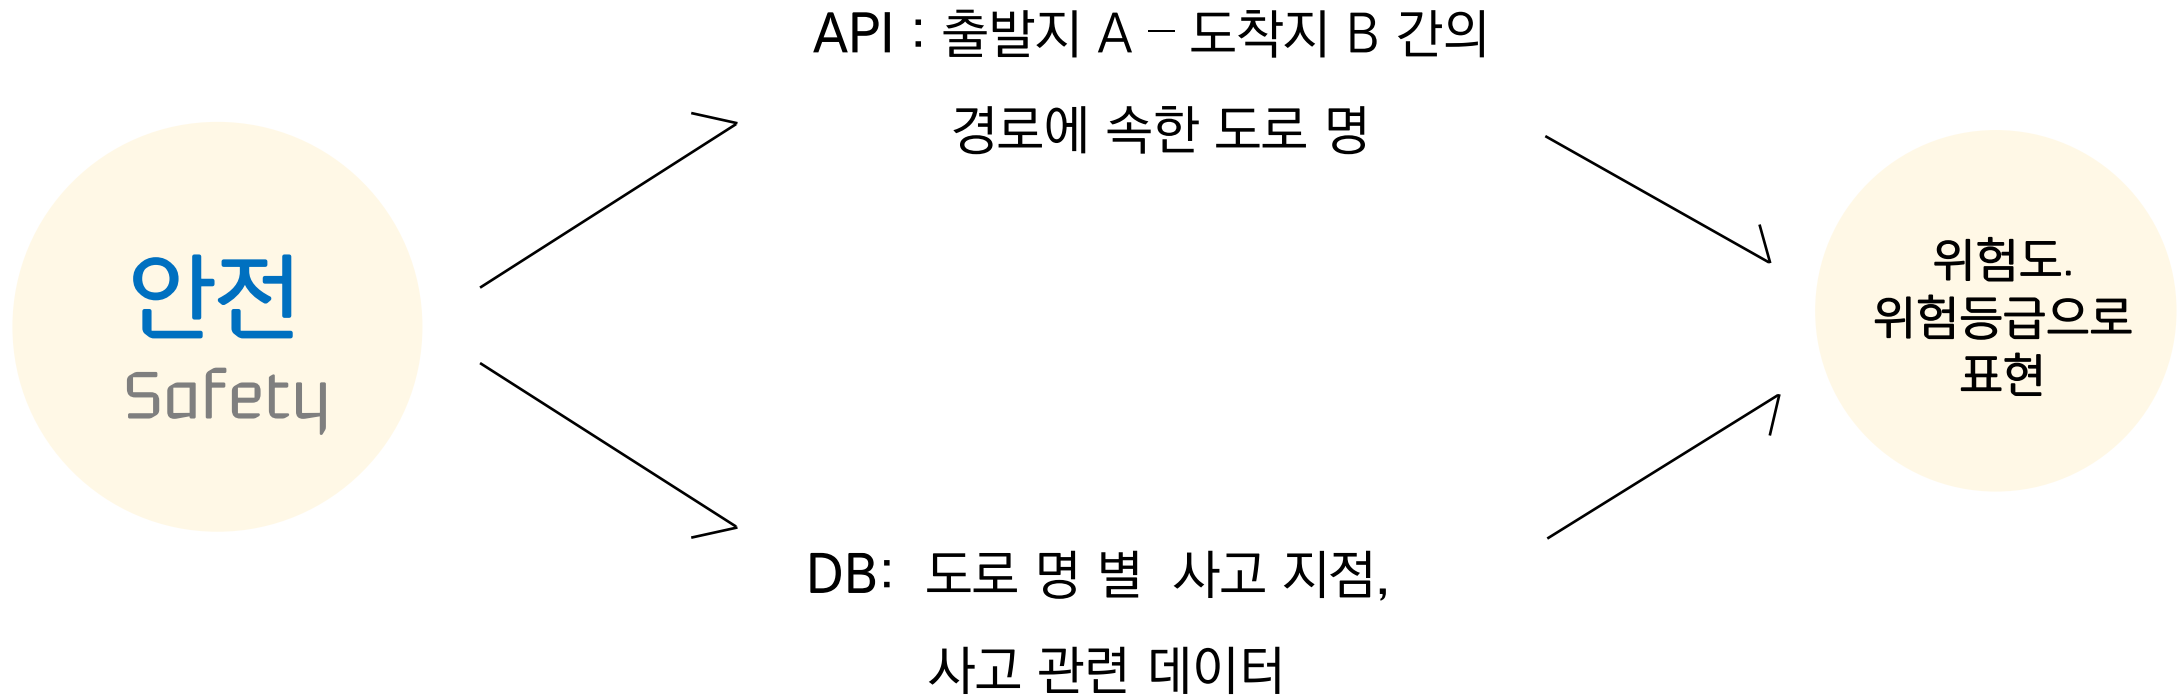 API : 출발지 A – 도착지 B 간의
경로에 속한 도로 명
안전
Safety
위험도.
위험등급으로
표현
DB: 도로 명 별 사고 지점,
사고 관련 데이터